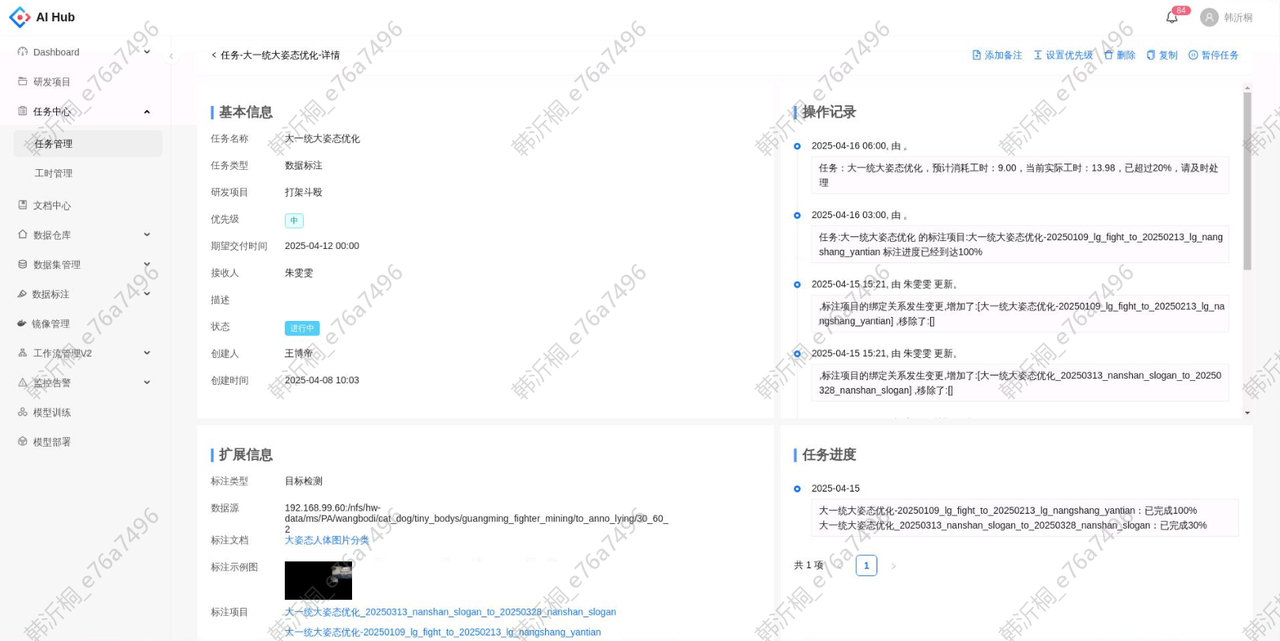 AI Hub
84
韩沂桐
Dashboard
研发项目
任务中心
任务管理
工时管理
文档中心
数据仓库
数据集管理
数据标注
镜像管理
工作流管理V2
监控告警
模型训练
模型部署
< 任务-大一统大姿态优化-详情
添加备注 设置优先级 删除 复制 暂停任务
基本信息
任务名称 大一统大姿态优化
任务类型 数据标注
研发项目 打架斗殴
优先级 中
期望交付时间 2025-04-12 00:00
接收人 朱雯雯
描述
状态 进行中
创建人 王博帝
创建时间 2025-04-08 10:03
操作记录
2025-04-16 06:00, 由 。
任务：大一统大姿态优化，预计消耗工时：9.00，当前实际工时：13.98，已超过20%，请及时处
理
2025-04-16 03:00, 由 。
任务:大一统大姿态优化 的标注项目:大一统大姿态优化-20250109_lg_fight_to_20250213_lg_nang
shang_yantian 标注进度已经到达100%
2025-04-15 15:21, 由 朱雯雯 更新。
,标注项目的绑定关系发生变更,增加了:[大一统大姿态优化-20250109_lg_fight_to_20250213_lg_na
ngshang_yantian] ,移除了:[]
2025-04-15 15:21, 由 朱雯雯 更新。
,标注项目的绑定关系发生变更,增加了:[大一统大姿态优化_20250313_nanshan_slogan_to_20250
328_nanshan_slogan] ,移除了:[]
扩展信息
标注类型 目标检测
数据源 192.168.99.60:/nfs/hw-
data/ms/PA/wangbodi/cat_dog/tiny_bodys/guangming_fighter_mining/to_anno_lying/30_60_
2
标注文档 大姿态人体图片分类
标注示例图
标注项目 大一统大姿态优化_20250313_nanshan_slogan_to_20250328_nanshan_slogan
大一统大姿态优化-20250109_lg_fight_to_20250213_lg_nangshang_yantian
任务进度
2025-04-15
大一统大姿态优化-20250109_lg_fight_to_20250213_lg_nangshang_yantian：已完成100%
大一统大姿态优化_20250313_nanshan_slogan_to_20250328_nanshan_slogan：已完成30%
共 1 项 < 1 >
韩沂桐_e76a7496